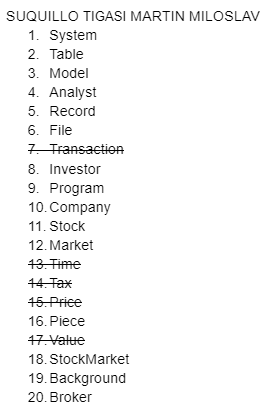 SUQUILLO TIGASI MARTIN MILOSLAV
1. System
2. Table
3. Model
4. Analyst
5. Record
6. File
7. Transaction
8. Investor
9. Program
10. Company
11. Stock
12. Market
13. Time
14. Tax
15. Price
16. Piece
17. Value
18. StockMarket
19. Background
20. Broker